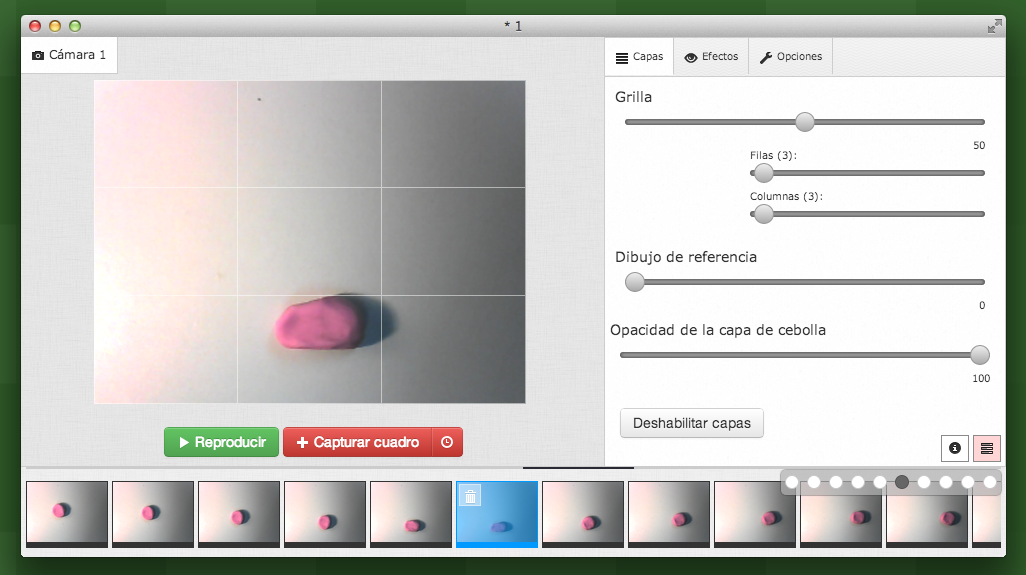 * 1
Cámara 1
Capas
Efectos
Opciones
Grilla
50
Filas (3):
Columnas (3):
Dibujo de referencia
0
Opacidad de la capa de cebolla
100
Deshabilitar capas
Reproducir
Capturar cuadro